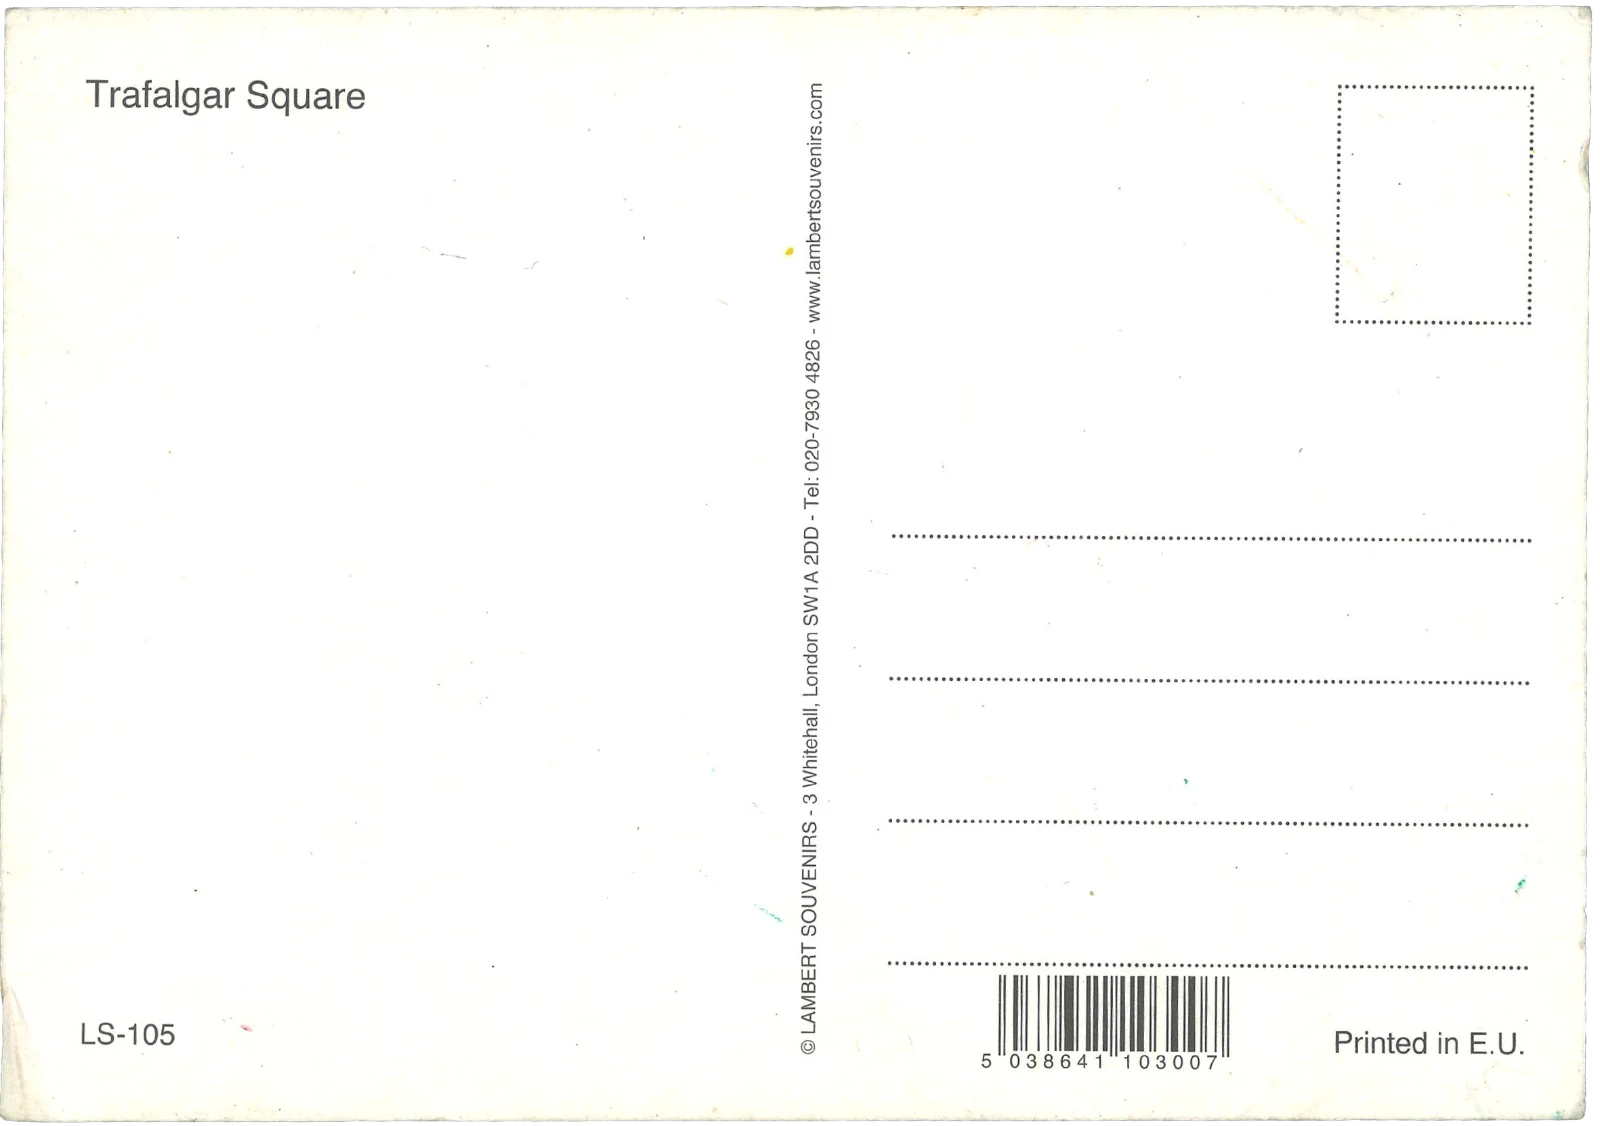 Trafalgar Square
LS-105
© LAMBERT SOUVENIRS - 3 Whitehall, London SW1A 2DD - Tel: 020-7930 4826 - www.lambertsouvenirs.com
5 038641 103007
Printed in E.U.